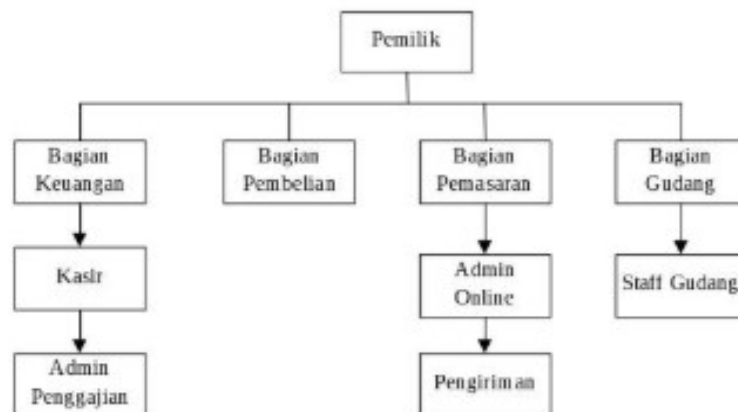 Pemilik
Bagian
Keuangan
Bagian
Pembelian
Bagian
Pemasaran
Bagian
Gudang
Kasir
Admin
Online
Staff Gudang
Admin
Penggajian
Pengiriman